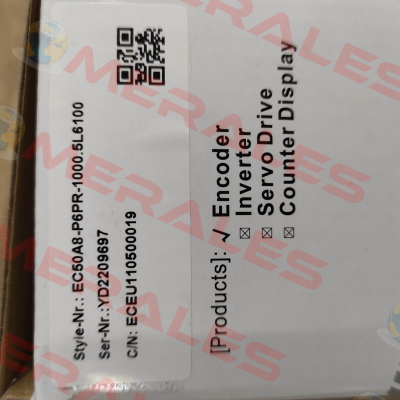 Style-Nr.: EC50A8-P6PR-1000.5L6100
Ser-Nr.:YD2209697
C/N: ECEU110500019
[Products]: √ Encoder
☒ Inverter
☒ Servo Drive
☒ Counter Display
MERALES
MERALES
MERALES